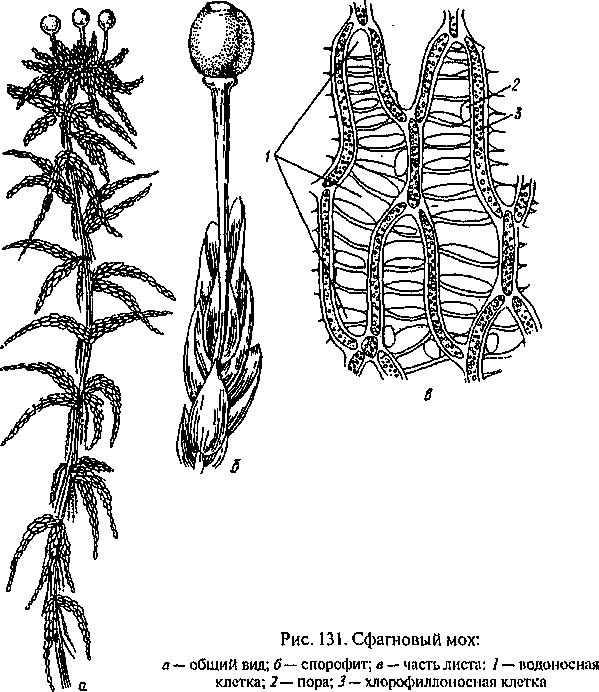 2
3
1
в
б
а
Рис. 131. Сфагновый мох:
а — общий вид; б — спорофит; в — часть листа: 1 — водоносная
клетка; 2 — пора; 3 — хлорофиллоносная клетка